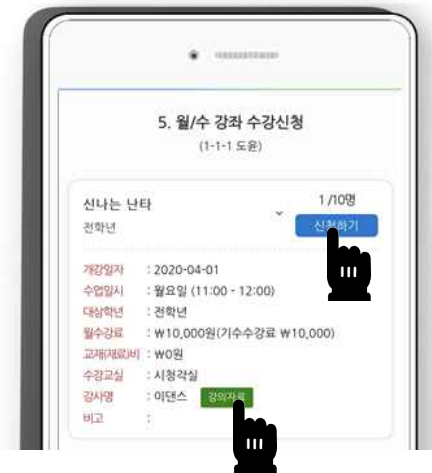 5. 월/수 강좌 수강신청
(1-1-1 도윤)
신나는 난타
1 /10명
전학년
신청하기
개강일자 : 2020-04-01
수업일시 : 월요일 (11:00 - 12:00)
대상학년 : 전학년
월수강료 : ₩10,000원(기수수강료 ₩10,000)
교재(재료)비 : ₩0원
수강교실 : 시청각실
강사명 : 이댄스 강의자료
비고 :